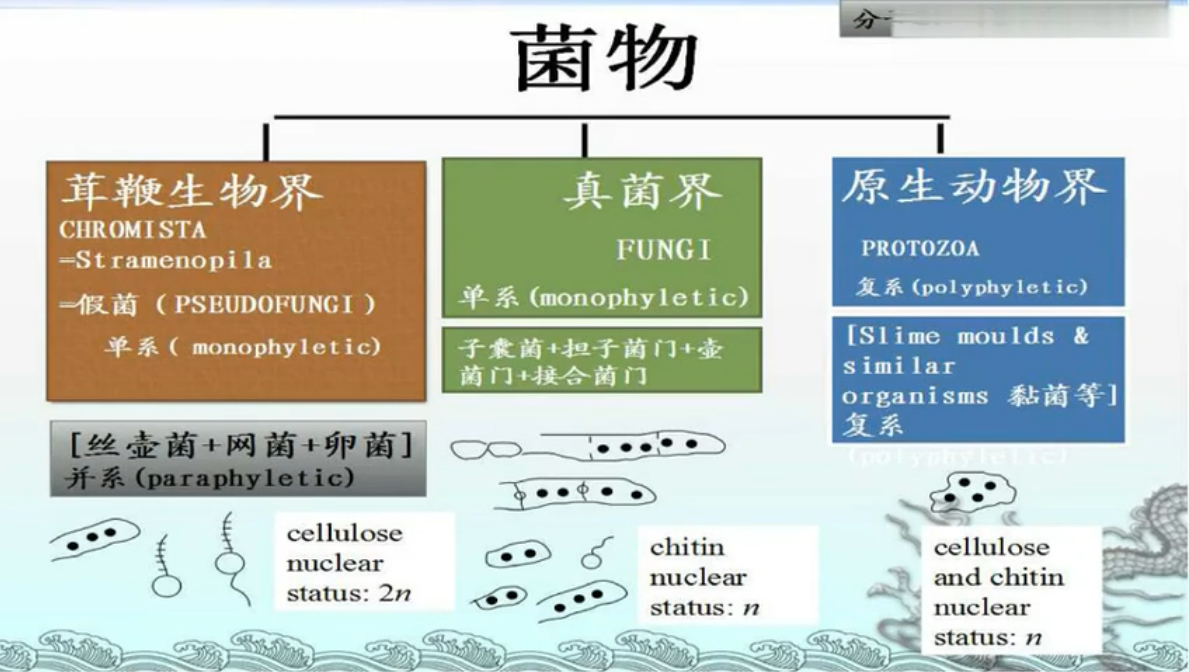 分
菌物
茸鞭生物界
CHROMISTA
=Stramenopila
=假菌 ( PSEUDOFUNGI )
单系 ( monophyletic)
[丝壶菌+网菌+卵菌]
并系 (paraphyletic)
cellulose
nuclear
status: 2n
真菌界
FUNGI
单系 (monophyletic)
子囊菌+担子菌门+壶
菌门+接合菌门
chitin
nuclear
status: n
原生动物界
PROTOZOA
复系 (polyphyletic)
[Slime moulds &
similar
organisms 黏菌等]
复系
(polyphyletic)
cellulose
and chitin
nuclear
status: n